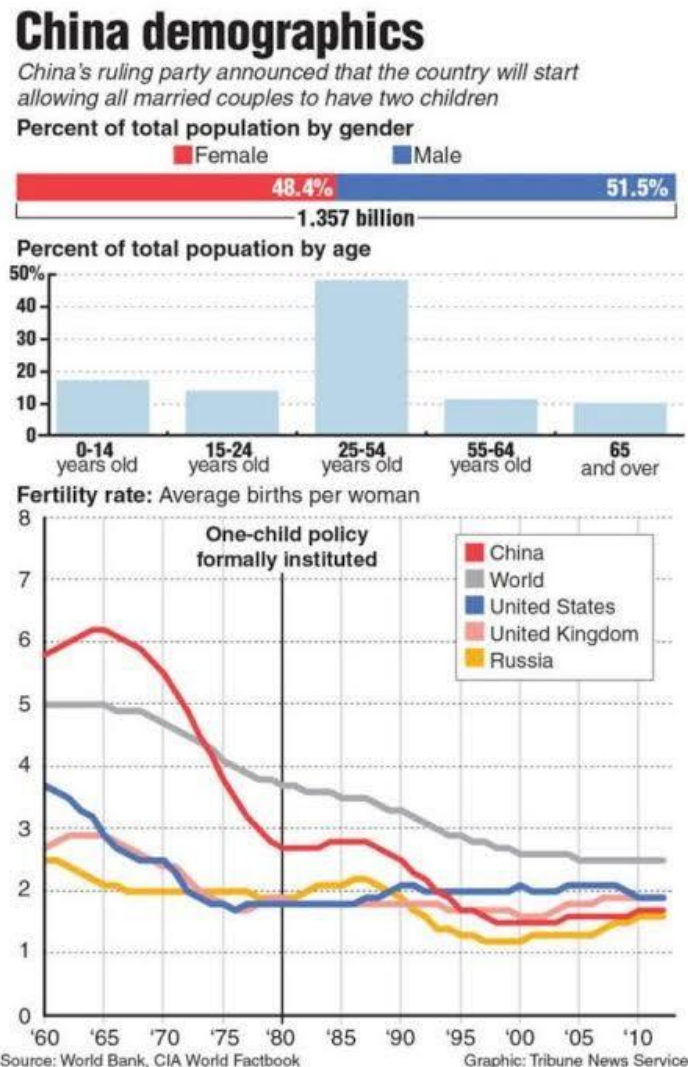 China demographics
China's ruling party announced that the country will start
allowing all married couples to have two children
Percent of total population by gender
Female Male
48.4% 51.5%
1.357 billion
Percent of total popuation by age
50%
40
30
20
10
0
0-14 15-24 25-54 55-64 65
years old years old years old years old and over
Fertility rate: Average births per woman
8
One-child policy
formally instituted
China
World
United States
United Kingdom
Russia
7
6
5
4
3
2
1
0
'60 '65 '70 '75 '80 '85 '90 '95 '00 '05 '10
Source: World Bank, CIA World Factbook Graphic: Tribune News Service